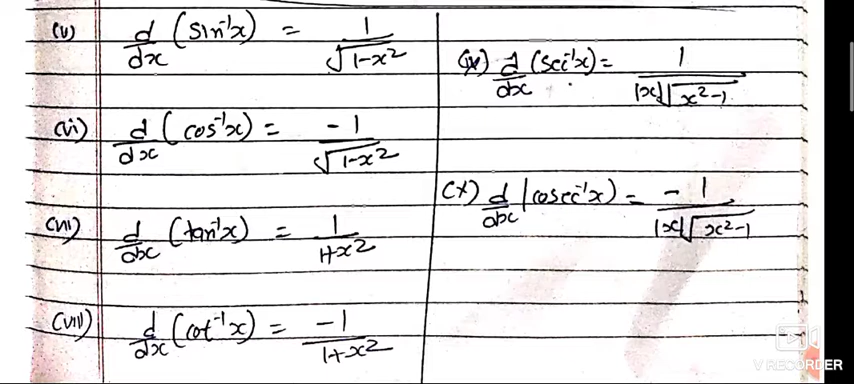 (v) d/dx (sin⁻¹x) = 1/√1-x²
(vi) d/dx (cos⁻¹x) = -1/√1-x²
(vii) d/dx (tan⁻¹x) = 1/1+x²
(viii) d/dx (cot⁻¹x) = -1/1+x²
(ix) d/dx (sec⁻¹x) = 1/|x|√x²-1
(x) d/dx (cosec⁻¹x) = -1/|x|√x²-1
V RECORDER